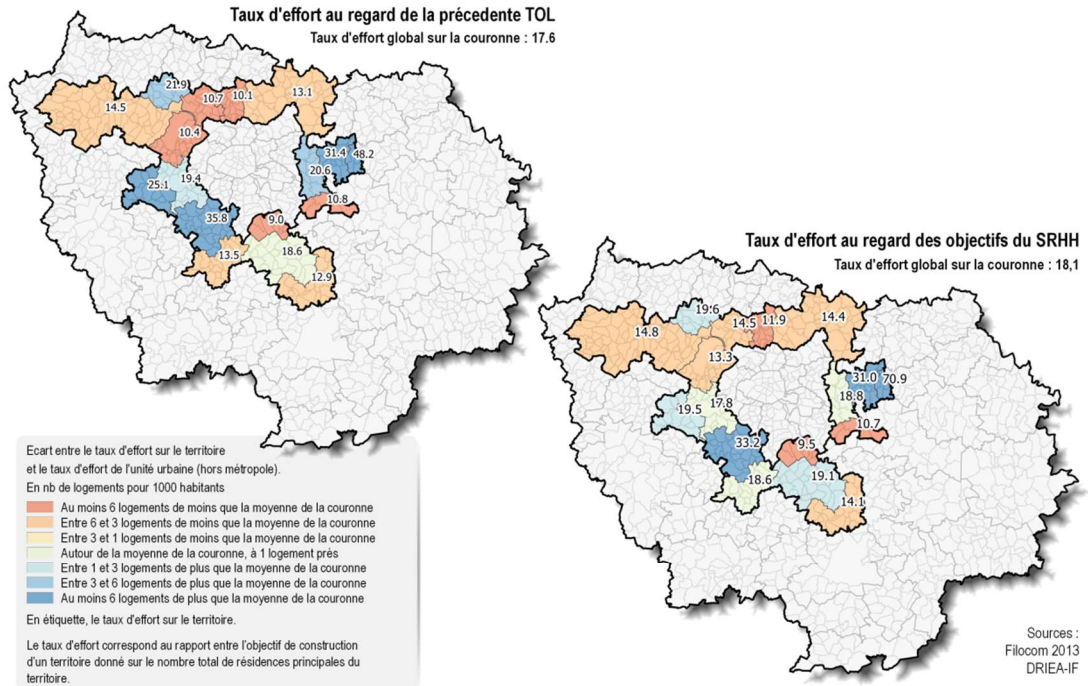 Taux d'effort au regard de la précedente TOL
Taux d'effort global sur la couronne : 17.6
21.9
14.5
10.7
10.1
13.1
10.4
31.4
48.2
20.6
25.1
19.4
10.8
35.8
9.0
18.6
13.5
12.9
Taux d'effort au regard des objectifs du SRHH
Taux d'effort global sur la couronne : 18,1
19.6
14.8
14.5
11.9
14.4
13.3
31.0
70.9
18.8
19.5
17.8
10.7
33.2
9.5
19.1
18.6
14.1
Ecart entre le taux d'effort sur le territoire
et le taux d'effort de l'unité urbaine (hors métropole).
En nb de logements pour 1000 habitants
Au moins 6 logements de moins que la moyenne de la couronne
Entre 6 et 3 logements de moins que la moyenne de la couronne
Entre 3 et 1 logements de moins que la moyenne de la couronne
Autour de la moyenne de la couronne, à 1 logement près
Entre 1 et 3 logements de plus que la moyenne de la couronne
Entre 3 et 6 logements de plus que la moyenne de la couronne
Au moins 6 logements de plus que la moyenne de la couronne
En étiquette, le taux d'effort sur le territoire.
Le taux d'effort correspond au rapport entre l'objectif de construction
d'un territoire donné sur le nombre total de résidences principales du
territoire.
Sources :
Filocom 2013
DRIEA-IF